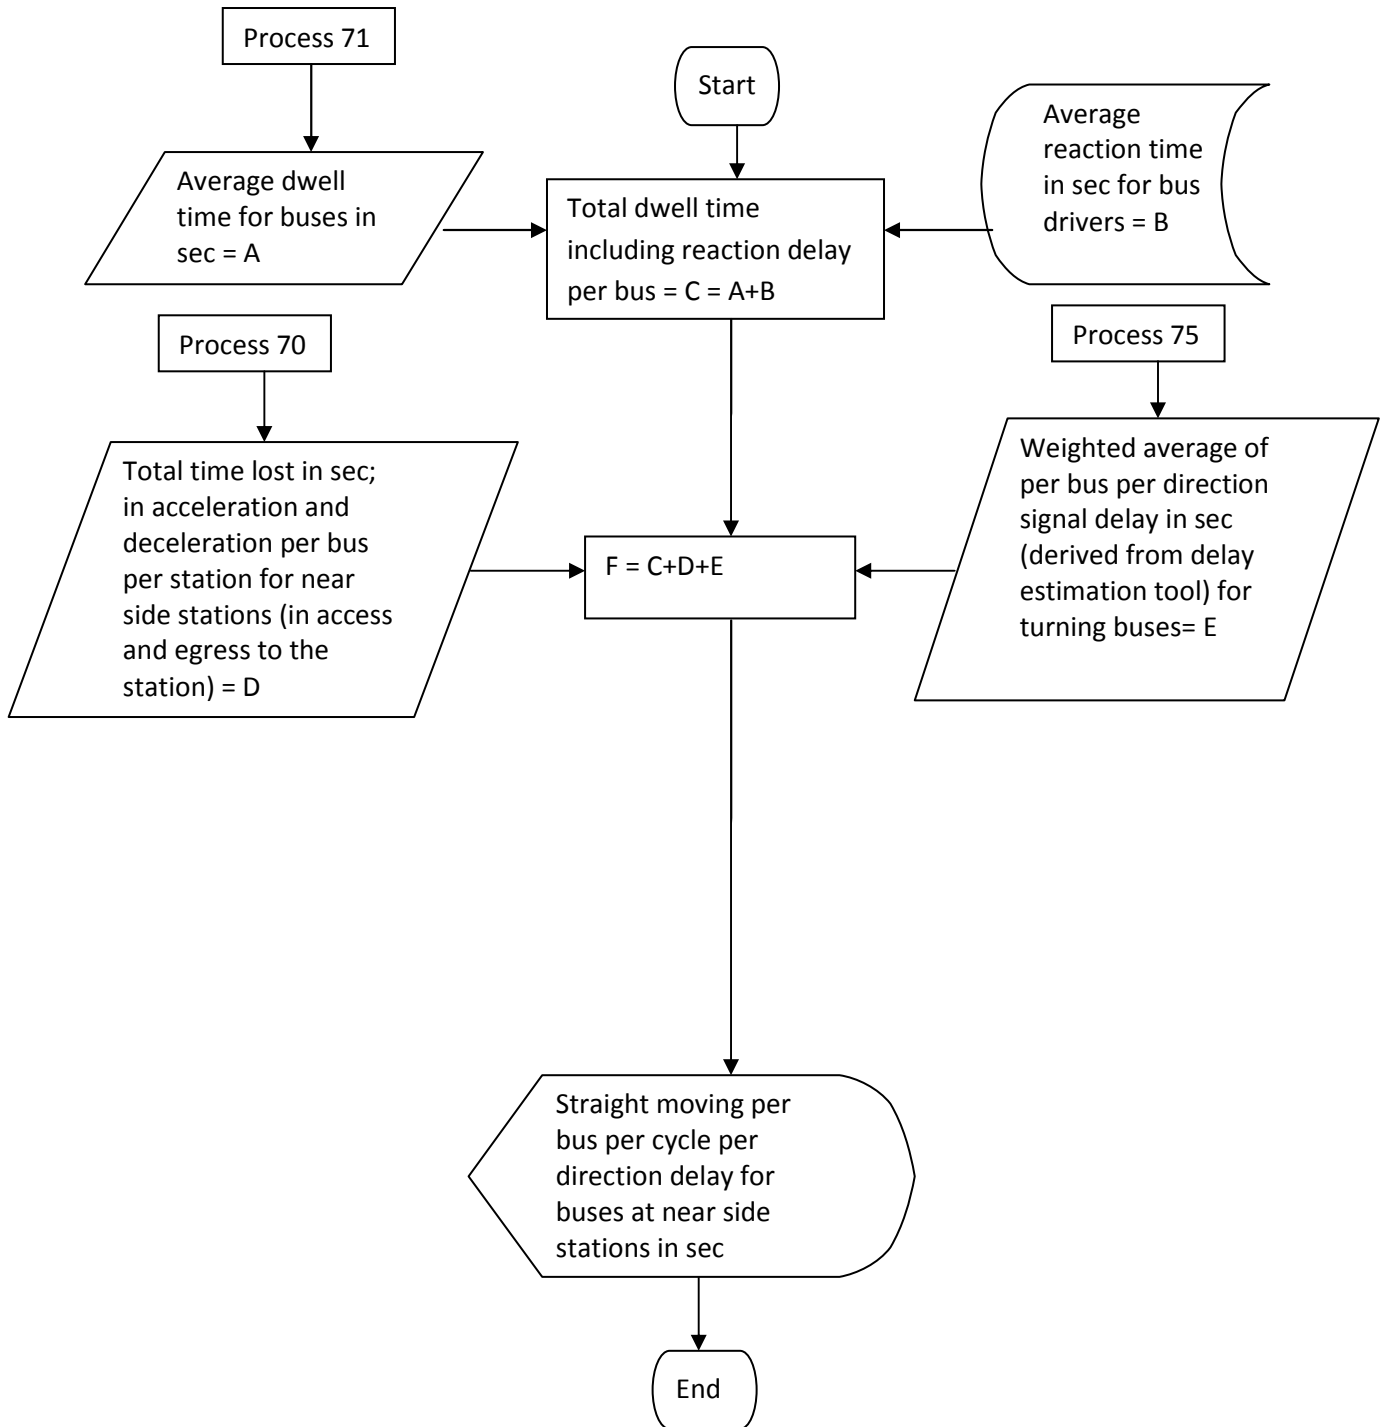 Process 71
Start
Average dwell
time for buses in
sec = A
Total dwell time
including reaction delay
per bus = C = A+B
Average
reaction time
in sec for bus
drivers = B
Process 70
Process 75
Total time lost in sec;
in acceleration and
deceleration per bus
per station for near
side stations (in access
and egress to the
station) = D
F = C+D+E
Weighted average of
per bus per direction
signal delay in sec
(derived from delay
estimation tool) for
turning buses= E
Straight moving per
bus per cycle per
direction delay for
buses at near side
stations in sec
End